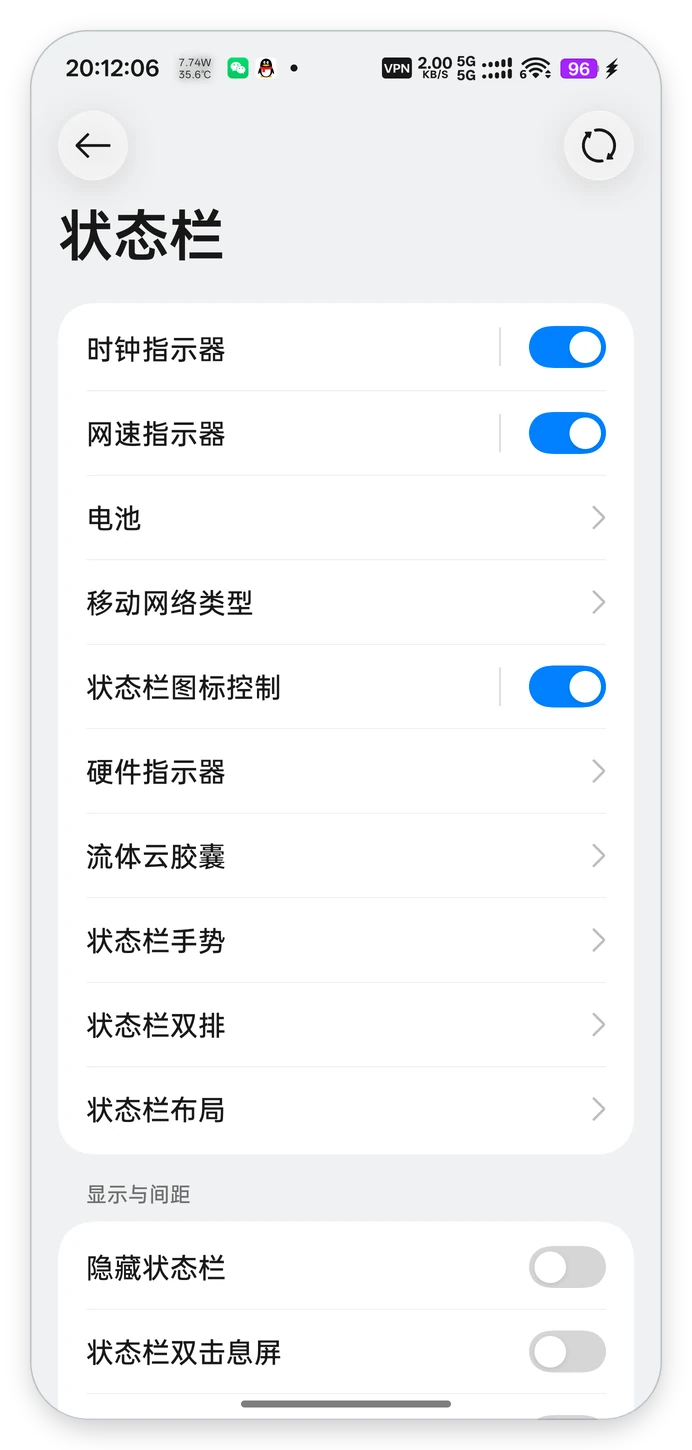 20:12:06 7.74W 35.6℃ VPN 2.00 KB/S 5G 5G 6 96
状态栏
时钟指示器
网速指示器
电池
移动网络类型
状态栏图标控制
硬件指示器
流体云胶囊
状态栏手势
状态栏双排
状态栏布局
显示与间距
隐藏状态栏
状态栏双击息屏